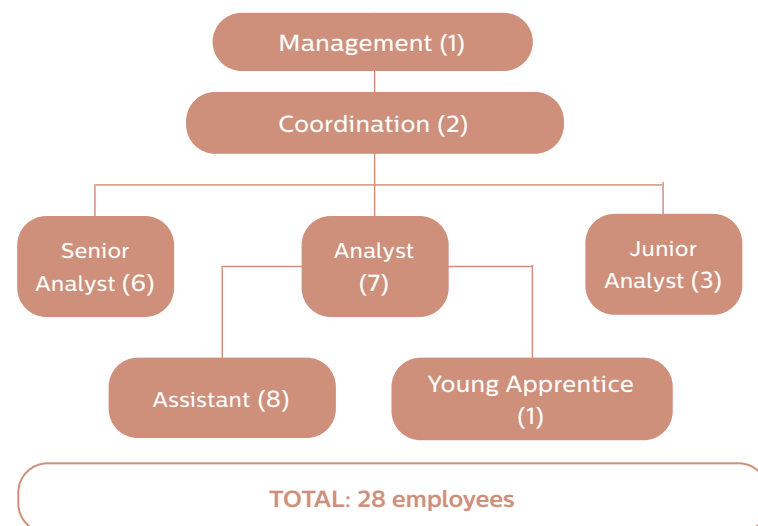 Management (1)
Coordination (2)
Senior
Analyst (6)
Analyst
(7)
Junior
Analyst (3)
Assistant (8)
Young Apprentice
(1)
TOTAL: 28 employees